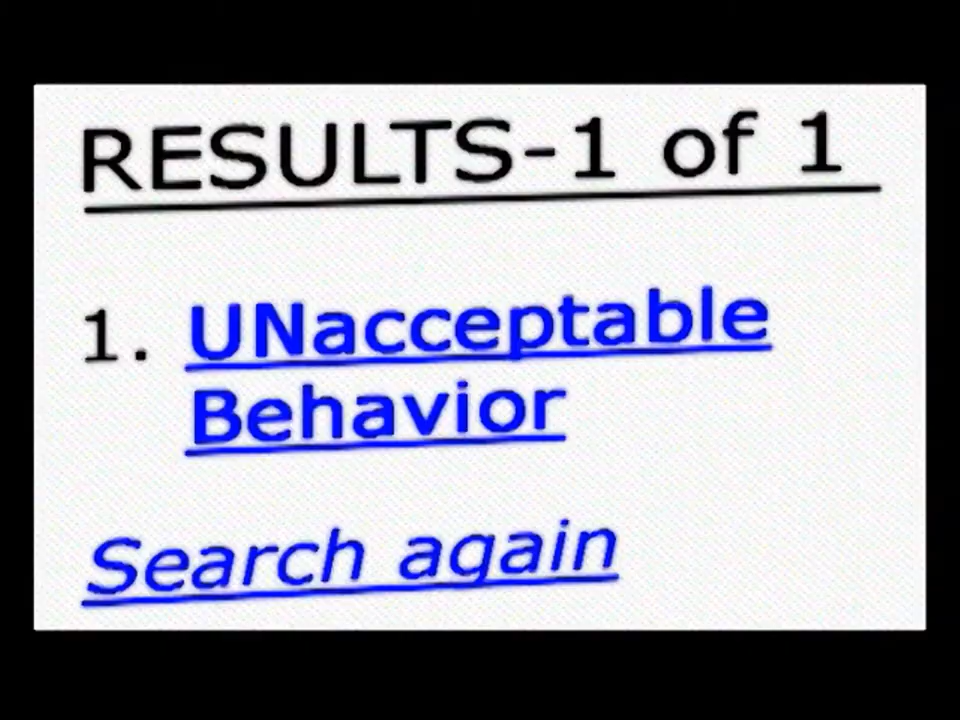 RESULTS-1 of 1
1. UNacceptable
Behavior
Search again